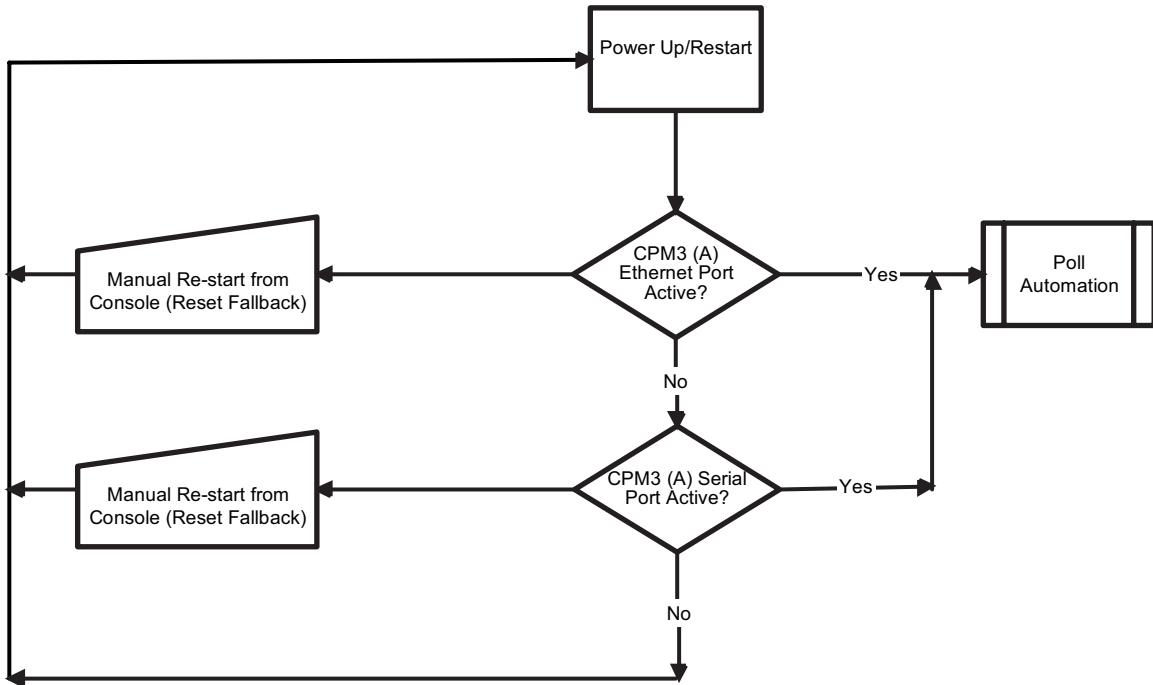 Power Up/Restart
CPM3 (A)
Ethernet Port
Active?
Yes
Poll
Automation
Manual Re-start from
Console (Reset Fallback)
No
CPM3 (A) Serial
Port Active?
Yes
Manual Re-start from
Console (Reset Fallback)
No